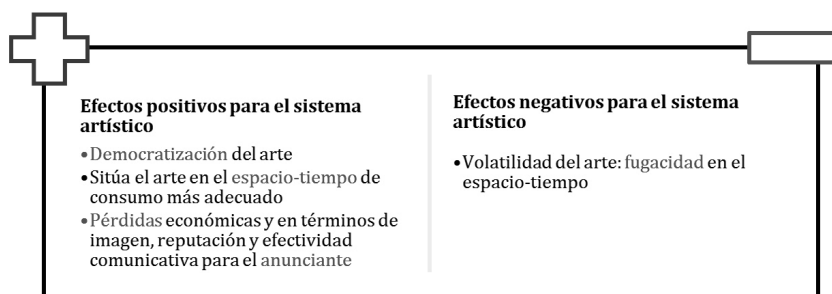 Efectos positivos para el sistema
artístico
•Democratización del arte
•Sitúa el arte en el espacio-tiempo de
consumo más adecuado
•Pérdidas económicas y en términos de
imagen, reputación y efectividad
comunicativa para el anunciante
Efectos negativos para el sistema
artístico
•Volatilidad del arte: fugacidad en el
espacio-tiempo